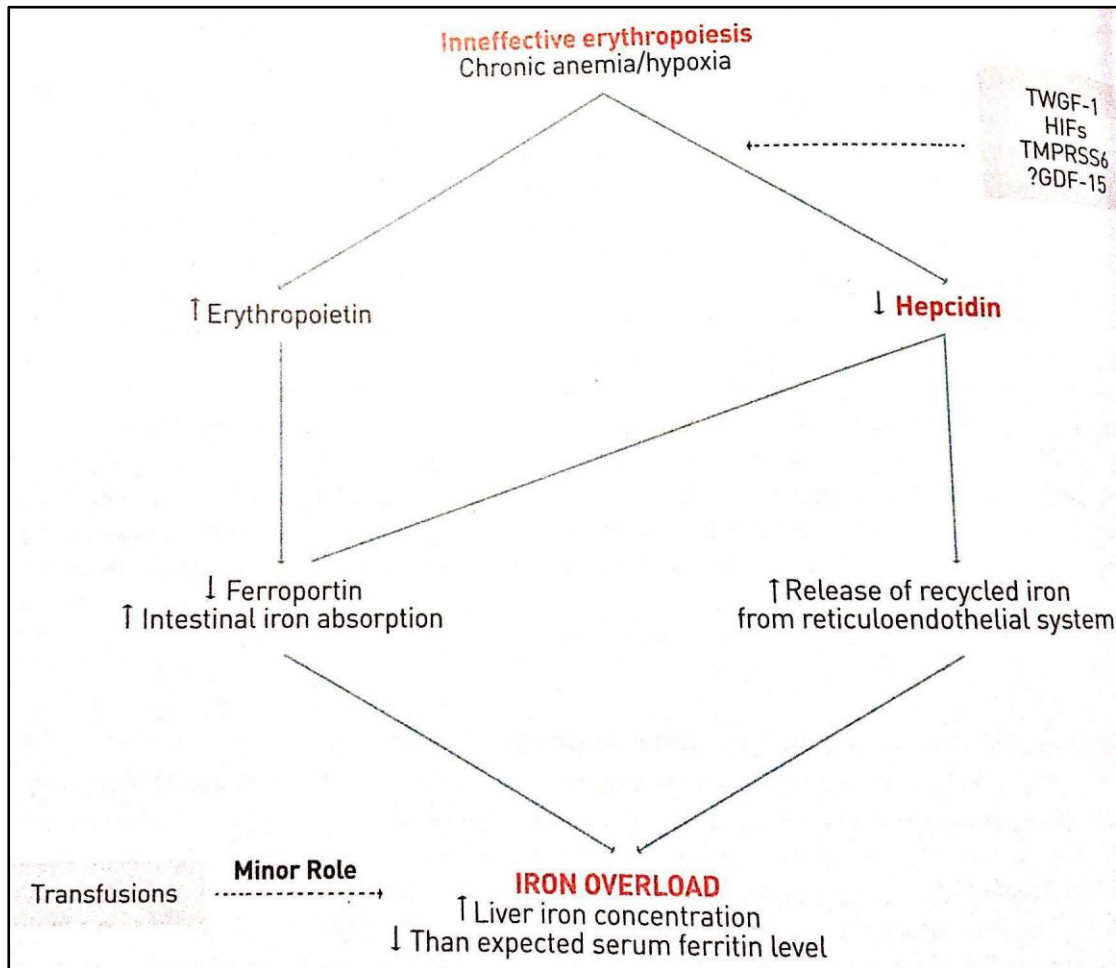 Inneffective erythropoiesis
Chronic anemia/hypoxia
TWGF-1
HIFs
TMPRSS6
?GDF-15
↑ Erythropoietin
↓ Hepcidin
↓ Ferroportin
↑ Intestinal iron absorption
↑ Release of recycled iron
from reticuloendothelial system
Transfusions
Minor Role
IRON OVERLOAD
↑ Liver iron concentration
↓ Than expected serum ferritin level